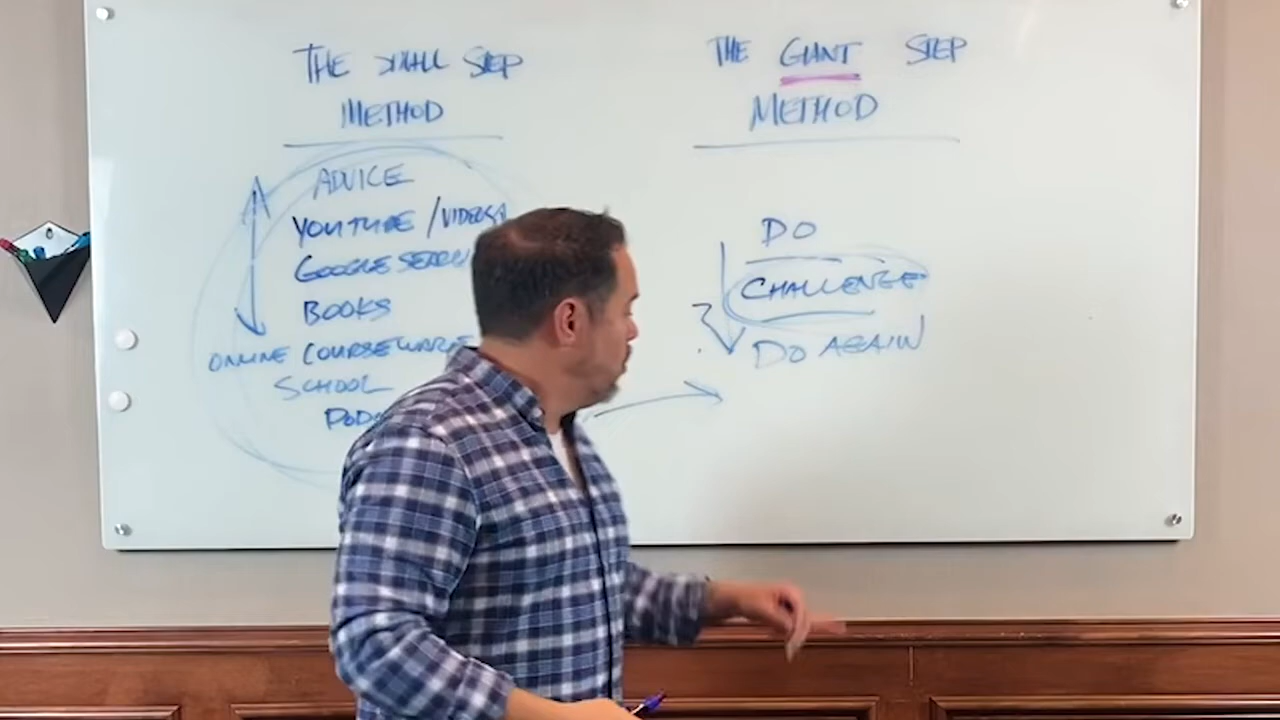 THE SMALL STEP
METHOD
ADVICE
YOUTUBE / VIDEOS
GOOGLE SEARCH
BOOKS
ONLINE COURSEWARE
SCHOOL
THE GIANT STEP
METHOD
DO
CHALLENGE
DO AGAIN